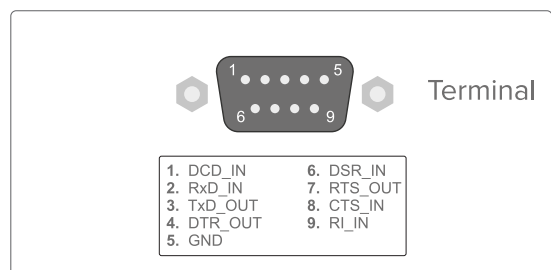 1 5
Terminal
6 9
1. DCD_IN
2. RxD_IN
3. TxD_OUT
4. DTR_OUT
5. GND
6. DSR_IN
7. RTS_OUT
8. CTS_IN
9. RI_IN